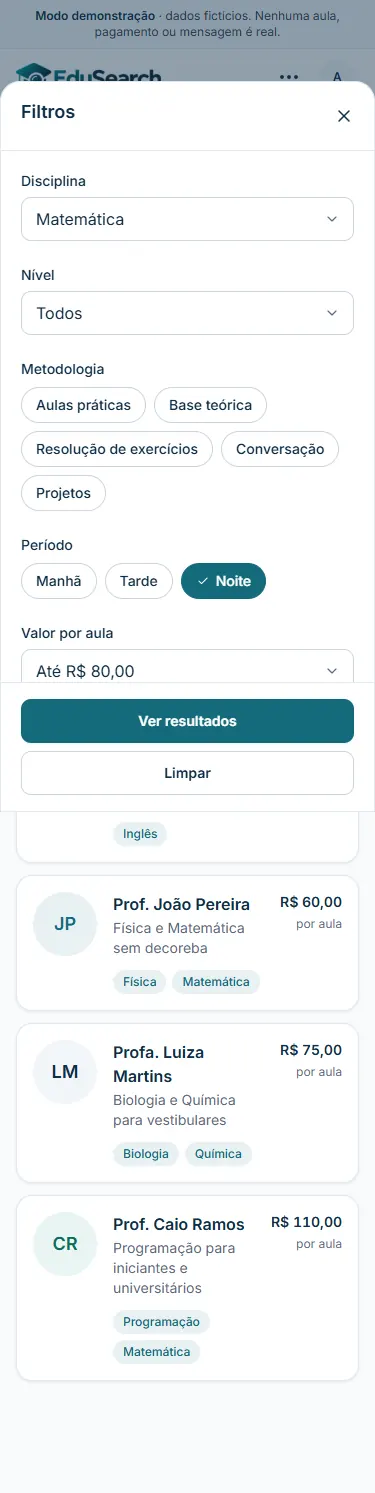 Modo demonstração · dados fictícios. Nenhuma aula,
pagamento ou mensagem é real.
EduSearch
A
Filtros
Disciplina
Matemática
Nível
Todos
Metodologia
Aulas práticas
Base teórica
Resolução de exercícios
Conversação
Projetos
Período
Manhã
Tarde
Noite
Valor por aula
Até R$ 80,00
Ver resultados
Limpar
Inglês
JP
Prof. João Pereira
R$ 60,00
Física e Matemática
por aula
sem decoreba
Física
Matemática
LM
Profa. Luiza
R$ 75,00
Martins
por aula
Biologia e Química
para vestibulares
Biologia
Química
CR
Prof. Caio Ramos
R$ 110,00
Programação para
por aula
iniciantes e
universitários
Programação
Matemática